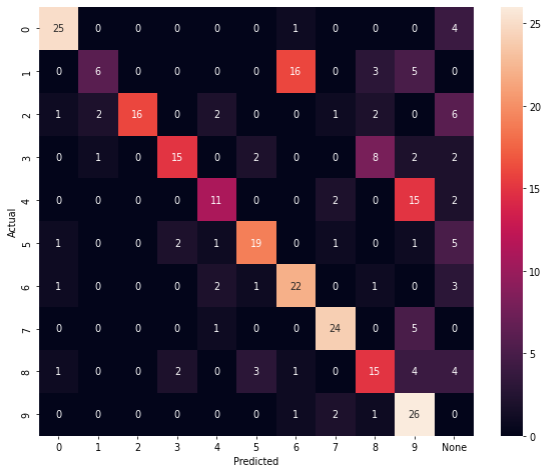 0 25 0 0 0 0 0 1 0 0 0 4
1 0 6 0 0 0 0 16 0 3 5 0
2 1 2 16 0 2 0 0 1 2 0 6
3 0 1 0 15 0 2 0 0 8 2 2
4 0 0 0 0 11 0 0 2 0 15 2
5 1 0 0 2 1 19 0 1 0 1 5
6 1 0 0 0 2 1 22 0 1 0 3
7 0 0 0 0 1 0 0 24 0 5 0
8 1 0 0 2 0 3 1 0 15 4 4
9 0 0 0 0 0 0 1 2 1 26 0
0 1 2 3 4 5 6 7 8 9 None
Predicted
Actual
25
20
15
10
5
0